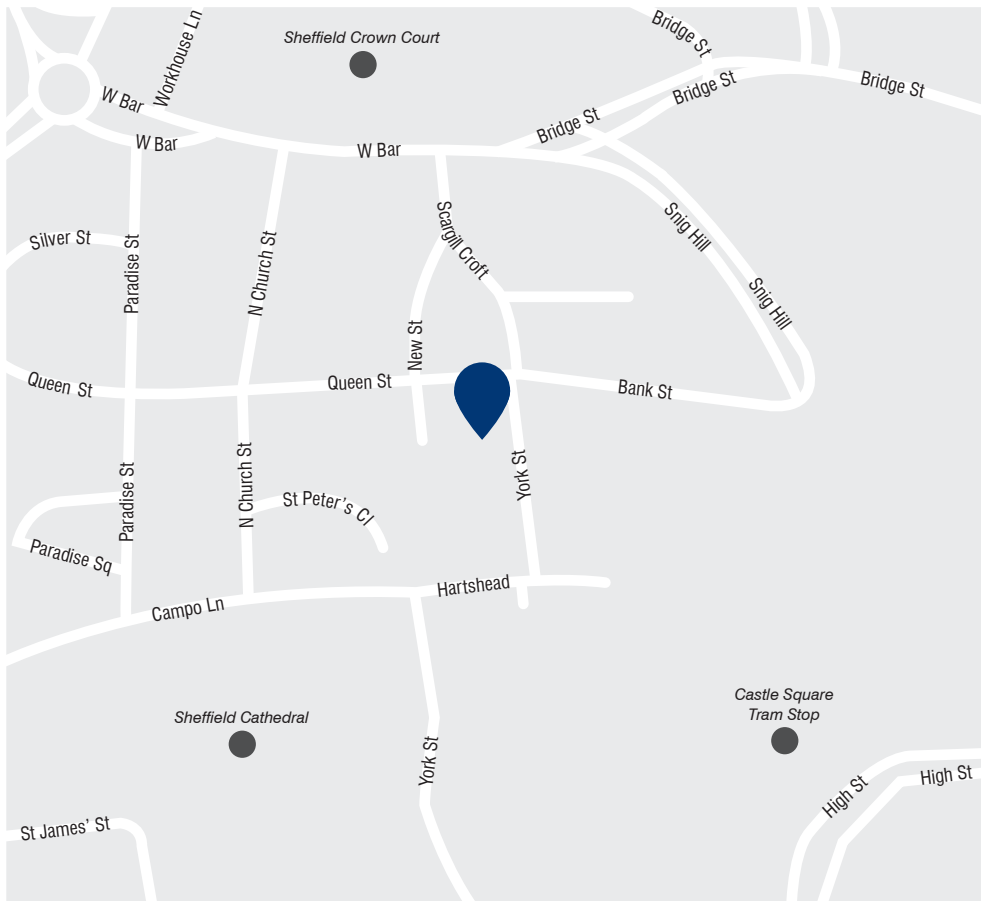 Bridge St
Workhouse Ln
Sheffield Crown Court
W Bar
Bridge St
Bridge St
Bridge St
W Bar
W Bar
Silver St
Paradise St
N Church St
Scargill Croft
Snig Hill
Snig Hill
New St
Queen St
Queen St
Bank St
Paradise St
N Church St
St Peter's Cl
York St
Paradise Sq
Campo Ln
Hartshead
Sheffield Cathedral
Castle Square
Tram Stop
York St
High St
High St
St James' St